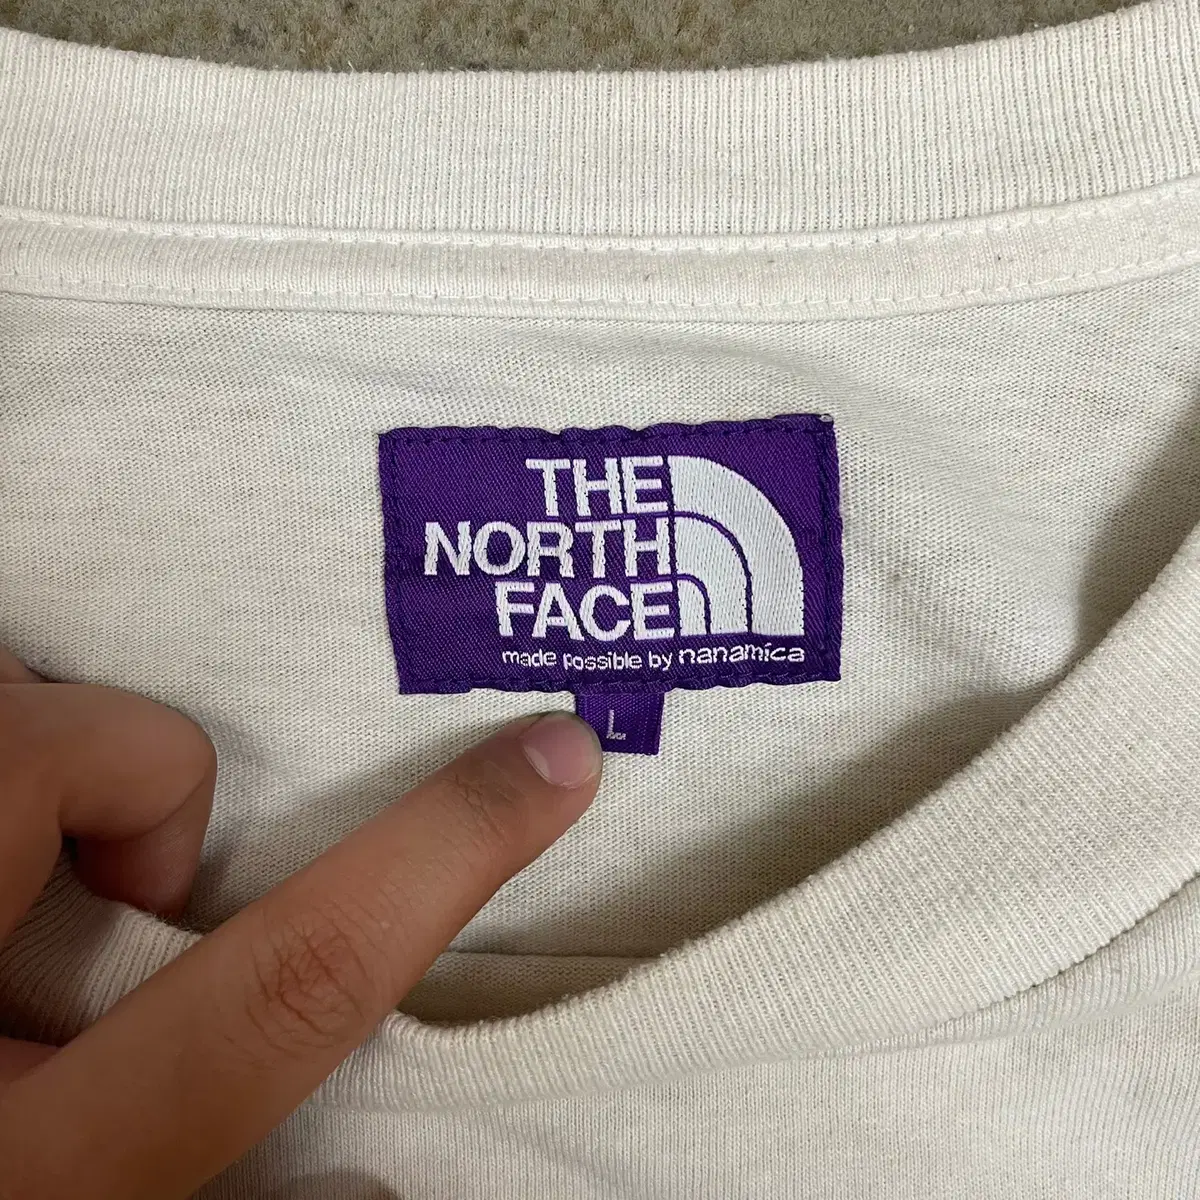 THE
NORTH
FACE
made possible by nanamica
L